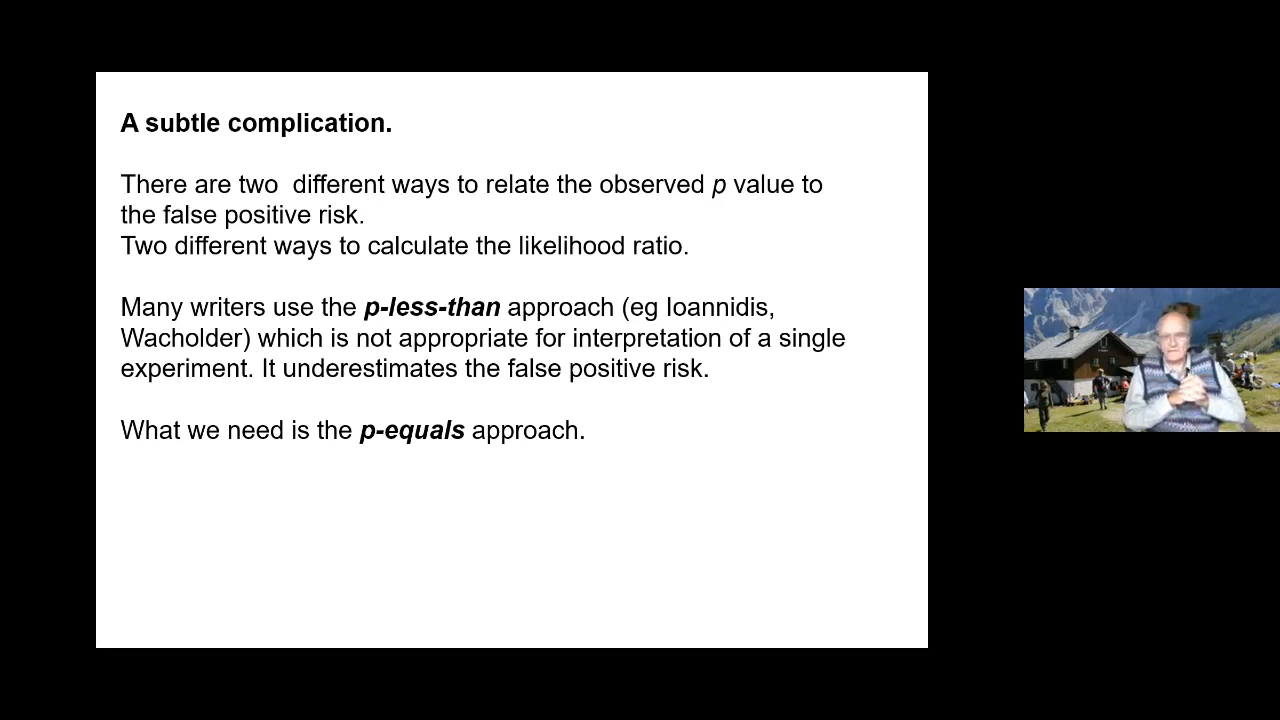 A subtle complication.
There are two  different ways to relate the observed p value to
the false positive risk.
Two different ways to calculate the likelihood ratio.
Many writers use the p-less-than approach (eg Ioannidis,
Wacholder) which is not appropriate for interpretation of a single
experiment. It underestimates the false positive risk.
What we need is the p-equals approach.